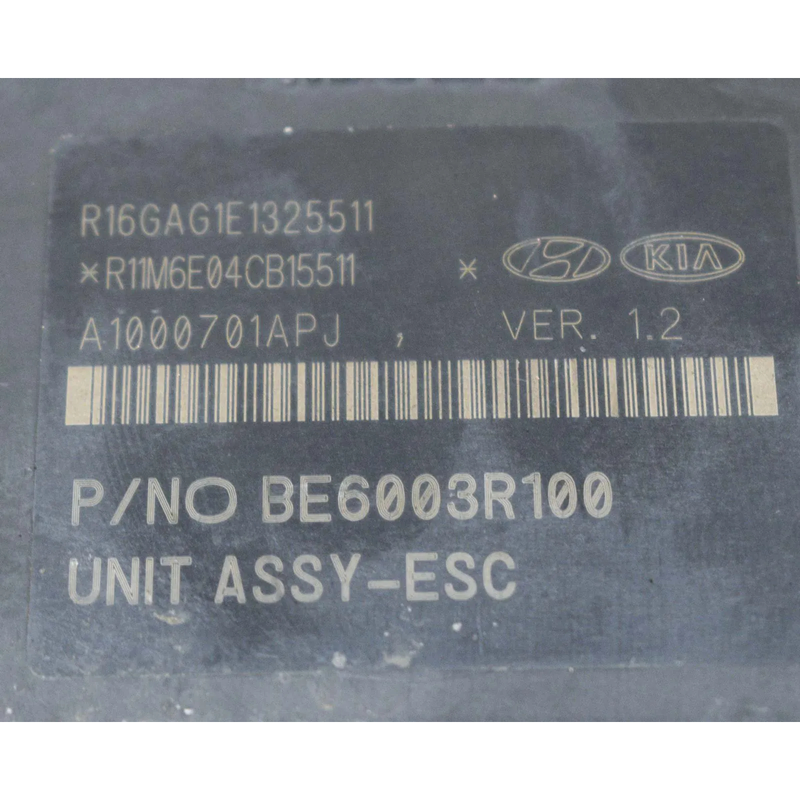 R16GAG1E1325511
*R11M6E04CB15511 * KIA
A1000701APJ , VER. 1.2
P/NO BE6003R100
UNIT ASSY-ESC